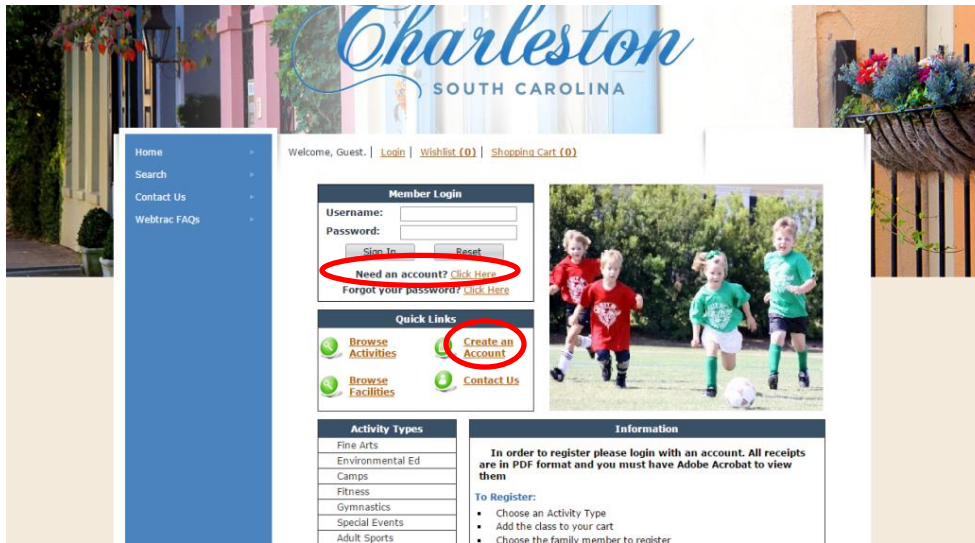 Charleston
SOUTH CAROLINA
Home
Search
Contact Us
Webtrac FAQs
Welcome, Guest. | Login | Wishlist (0) | Shopping Cart (0)
Member Login
Username:
Password:
Sign In Reset
Need an account? Click Here
Forgot your password? Click Here
Quick Links
Browse Activities
Create an Account
Browse Facilities
Contact Us
Activity Types
Fine Arts
Environmental Ed
Camps
Fitness
Gymnastics
Special Events
Adult Sports
Information
In order to register please login with an account. All receipts
are in PDF format and you must have Adobe Acrobat to view
them
To Register:
▪ Choose an Activity Type
▪ Add the class to your cart
▪ Choose the family member to register